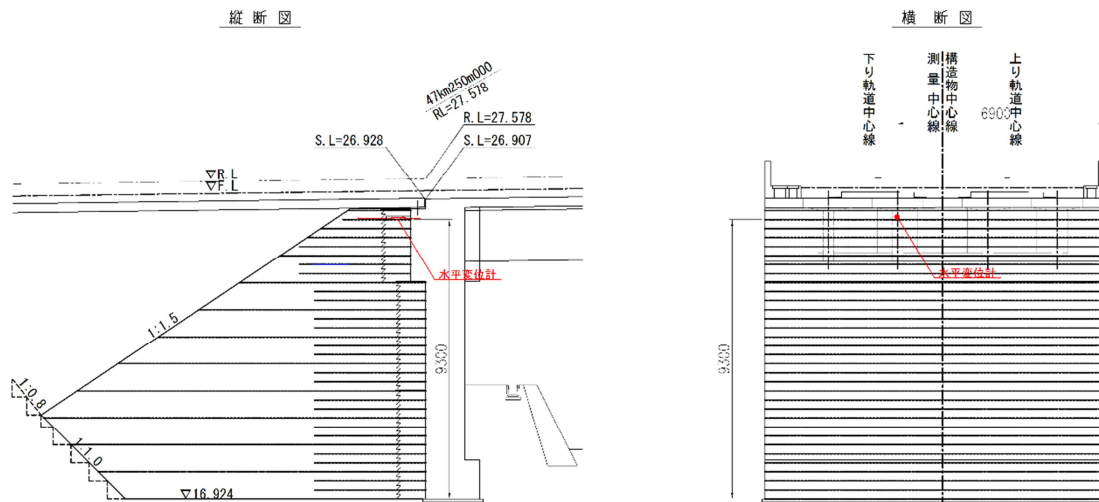 縦断図
47km250m000
RL=27.578
R.L=27.578
S.L=26.928
S.L=26.907
▽R.L
▽F.L
水平変位計
1:1.5
9300
1:0.8
1:1.0
▽16.924
横断図
下り軌道中心線
測量中心線
構造物中心線
上り軌道中心線
6900
水平変位計
9300